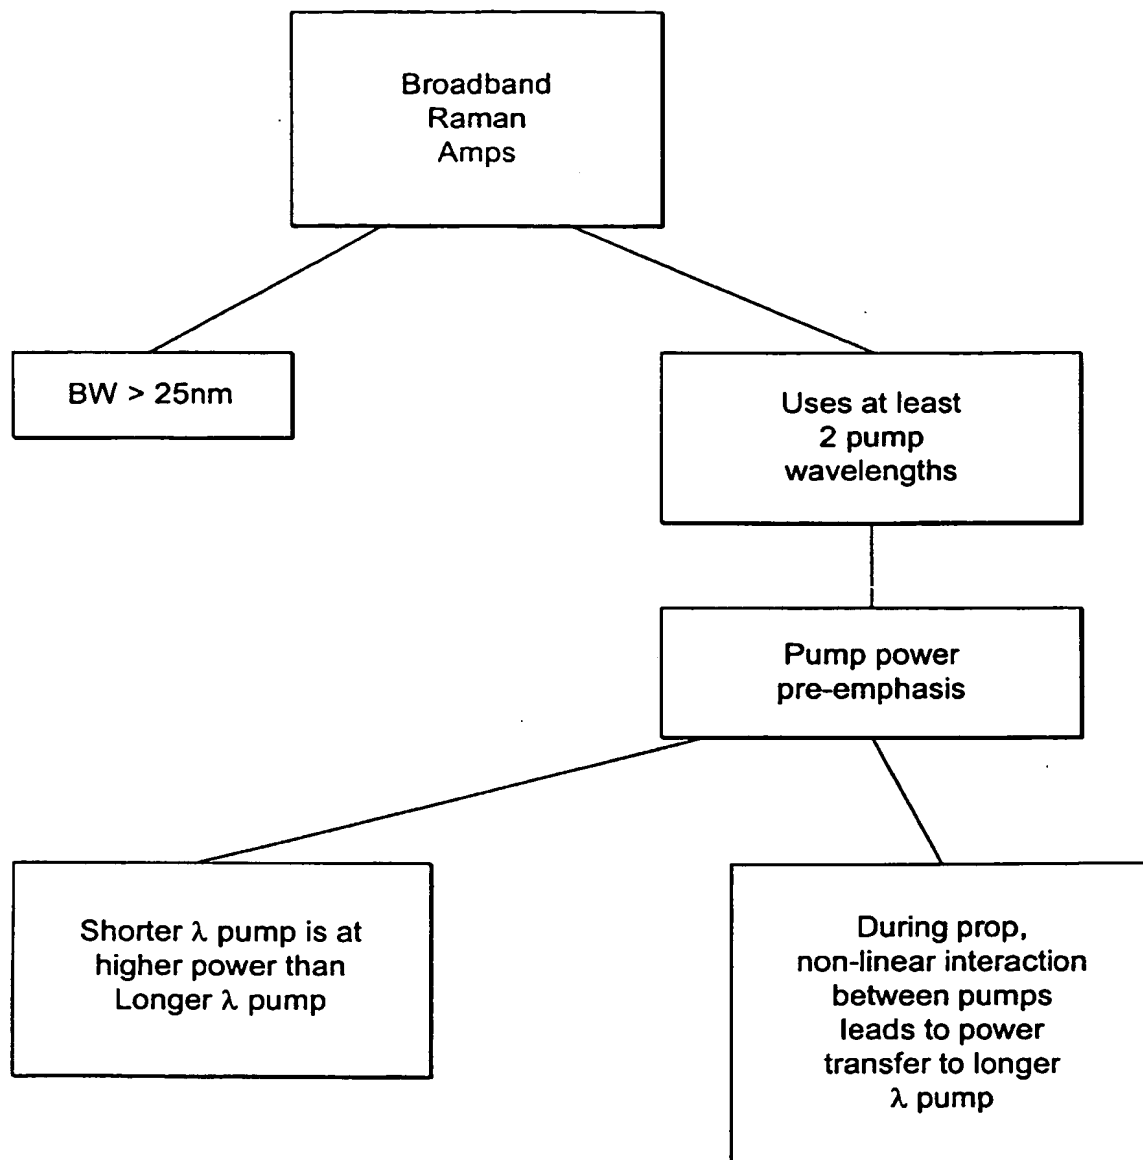 Broadband
Raman
Amps
BW > 25nm
Uses at least
2 pump
wavelengths
Pump power
pre-emphasis
Shorter λ pump is at
higher power than
Longer λ pump
During prop,
non-linear interaction
between pumps
leads to power
transfer to longer
λ pump